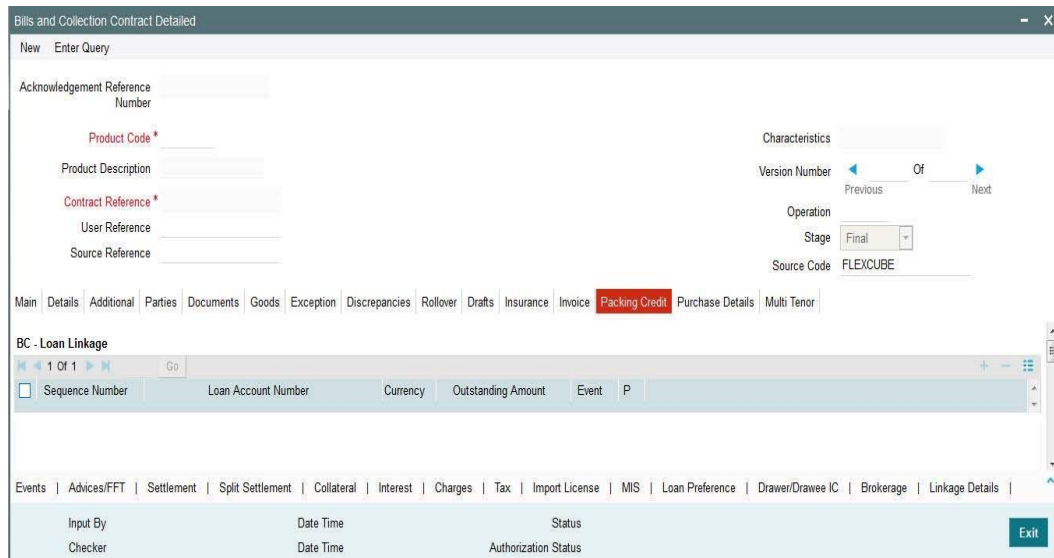 Bills and Collection Contract Detailed
New Enter Query
Acknowledgement Reference
Number
Product Code *
Characteristics
Product Description
Version Number Of
Previous Next
Contract Reference *
Operation
User Reference
Stage Final
Source Reference
Source Code FLEXCUBE
Main Details Additional Parties Documents Goods Exception Discrepancies Rollover Drafts Insurance Invoice Packing Credit Purchase Details Multi Tenor
BC - Loan Linkage
1 Of 1 Go
Sequence Number Loan Account Number Currency Outstanding Amount Event P
Events | Advices/FFT | Settlement | Split Settlement | Collateral | Interest | Charges | Tax | Import License | MIS | Loan Preference | Drawer/Drawee IC | Brokerage | Linkage Details |
Input By Date Time Status
Checker Date Time Authorization Status
Exit